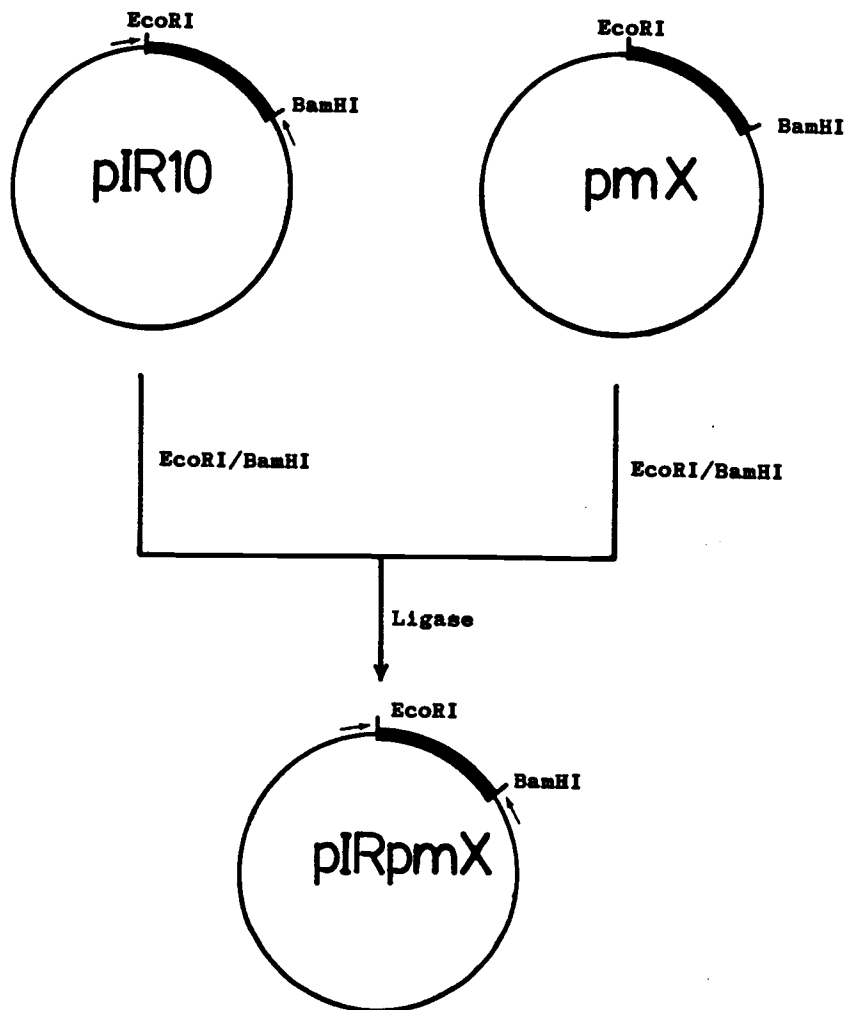 EcoRI
BamHI
pIR10
EcoRI
BamHI
pmX
EcoRI/BamHI
EcoRI/BamHI
Ligase
EcoRI
BamHI
pIRpmX